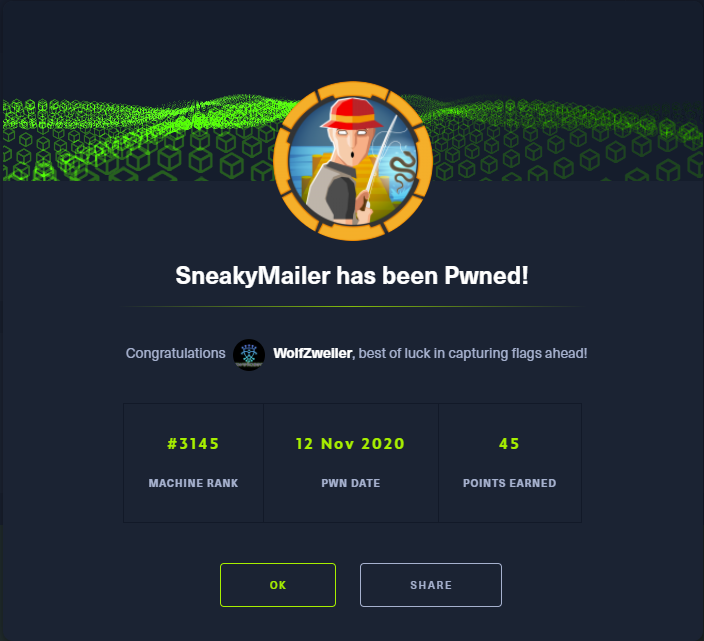 SneakyMailer has been Pwned!
Congratulations WolfZweller, best of luck in capturing flags ahead!
#3145 12 Nov 2020 45
MACHINE RANK PWN DATE POINTS EARNED
OK SHARE